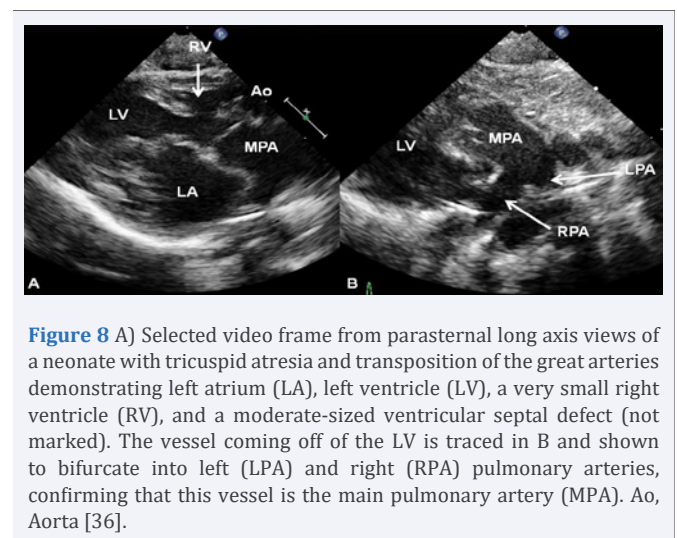 RV
Ao
LV
MPA
LA
A
MPA
LV
LPA
RPA
B
Figure 8 A) Selected video frame from parasternal long axis views of
a neonate with tricuspid atresia and transposition of the great arteries
demonstrating left atrium (LA), left ventricle (LV), a very small right
ventricle (RV), and a moderate-sized ventricular septal defect (not
marked). The vessel coming off of the LV is traced in B and shown
to bifurcate into left (LPA) and right (RPA) pulmonary arteries,
confirming that this vessel is the main pulmonary artery (MPA). Ao,
Aorta [36].